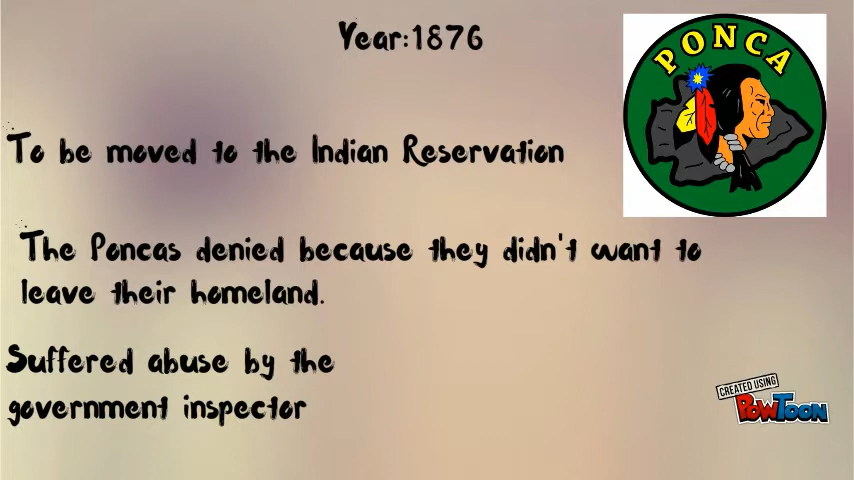 Year:1876
PONCA
To be moved to the Indian Reservation
The Poncas denied because they didn't want to
leave their homeland.
Suffered abuse by the
government inspector
CREATED USING
POWTOON